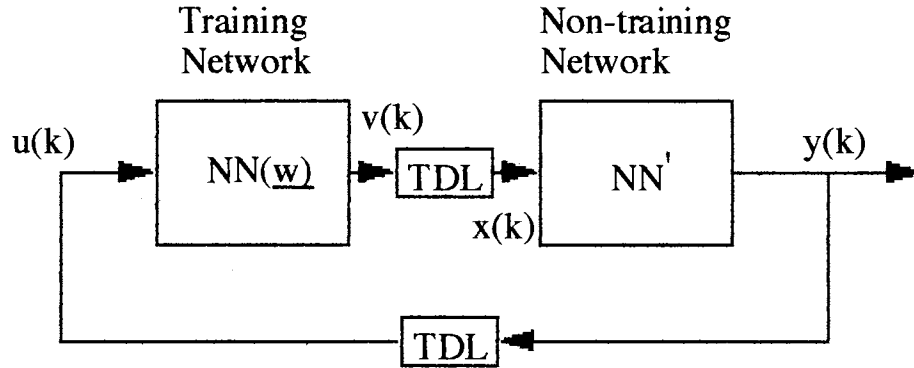 Training
Network
Non-training
Network
u(k)
NN(w)
v(k)
TDL
x(k)
NN'
y(k)
TDL